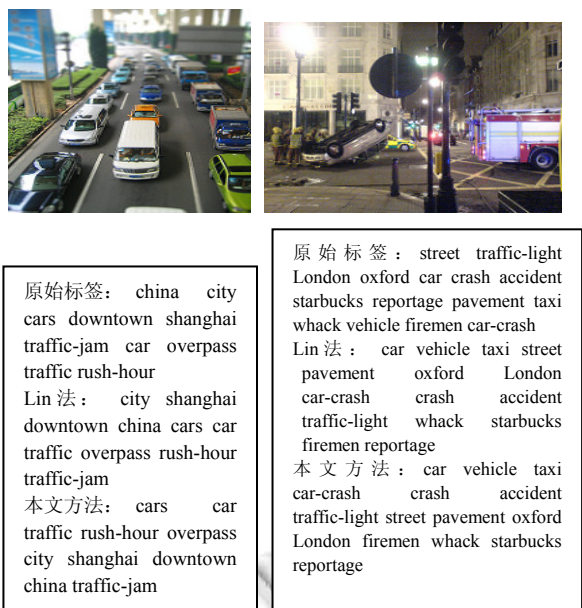 原始标签： china city
cars downtown shanghai
traffic-jam car overpass
traffic rush-hour
Lin 法： city shanghai
downtown china cars car
traffic overpass rush-hour
traffic-jam
本文方法： cars car
traffic rush-hour overpass
city shanghai downtown
china traffic-jam
原始标签： street traffic-light
London oxford car crash accident
starbucks reportage pavement taxi
whack vehicle firemen car-crash
Lin 法： car vehicle taxi street
pavement oxford London
car-crash crash accident
traffic-light whack starbucks
firemen reportage
本文方法： car vehicle taxi
car-crash crash accident
traffic-light street pavement oxford
London firemen whack starbucks
reportage